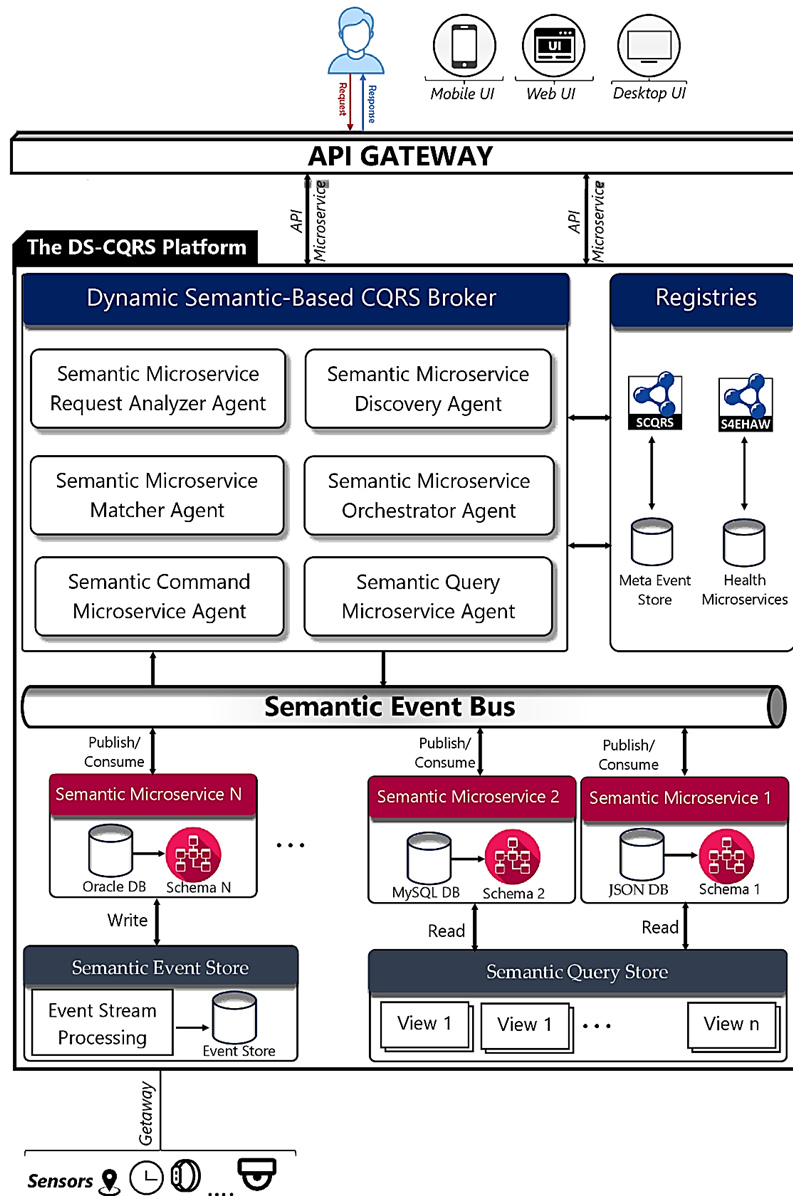 UI
Mobile UI
Web UI
Desktop UI
Request
Response
API GATEWAY
API
Microservice
API
Microservice
The DS-CQRS Platform
Dynamic Semantic-Based CQRS Broker
Registries
Semantic Microservice
Request Analyzer Agent
Semantic Microservice
Discovery Agent
SCQRS
S4EHAW
Semantic Microservice
Matcher Agent
Semantic Microservice
Orchestrator Agent
Meta Event
Store
Health
Microservices
Semantic Command
Microservice Agent
Semantic Query
Microservice Agent
Semantic Event Bus
Publish/
Consume
Publish/
Consume
Publish/
Consume
Semantic Microservice N
Oracle DB
Schema N
...
Semantic Microservice 2
MySQL DB
Schema 2
Semantic Microservice 1
JSON DB
Schema 1
Write
Read
Read
Semantic Event Store
Event Stream
Processing
Event Store
Semantic Query Store
View 1
View 1
...
View n
Getaway
Sensors
....